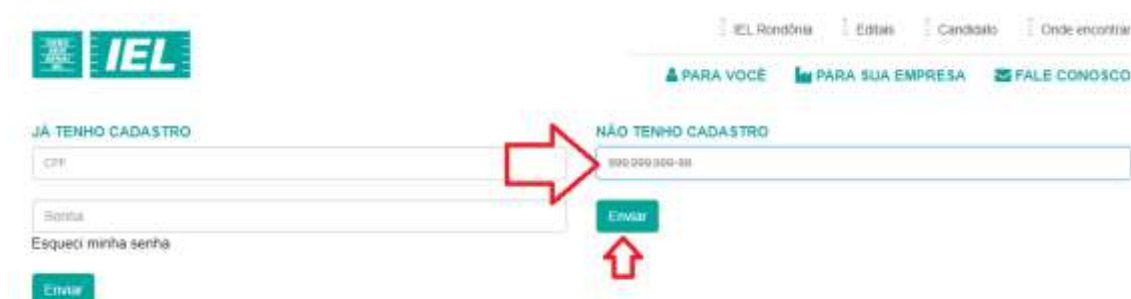 IEL
IEL Rondônia Editais Candidato Onde encontrar
PARA VOCÊ PARA SUA EMPRESA FALE CONOSCO
JÁ TENHO CADASTRO
CPF
Senha
Esqueci minha senha
Enviar
NÃO TENHO CADASTRO
999.999.999-99
Enviar